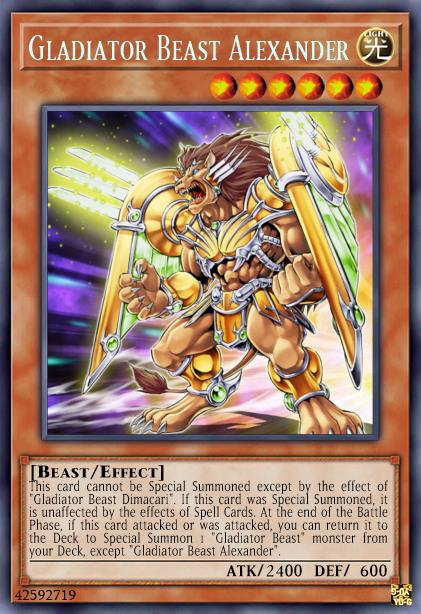 GLADIATOR BEAST ALEXANDER
LIGHT
光
[BEAST/EFFECT]
This card cannot be Special Summoned except by the effect of
"Gladiator Beast Dimacari". If this card was Special Summoned, it
is unaffected by the effects of Spell Cards. At the end of the Battle
Phase, if this card attacked or was attacked, you can return it to
the Deck to Special Summon 1 "Gladiator Beast" monster from
your Deck, except "Gladiator Beast Alexander".
ATK/2400 DEF/ 600
42592719